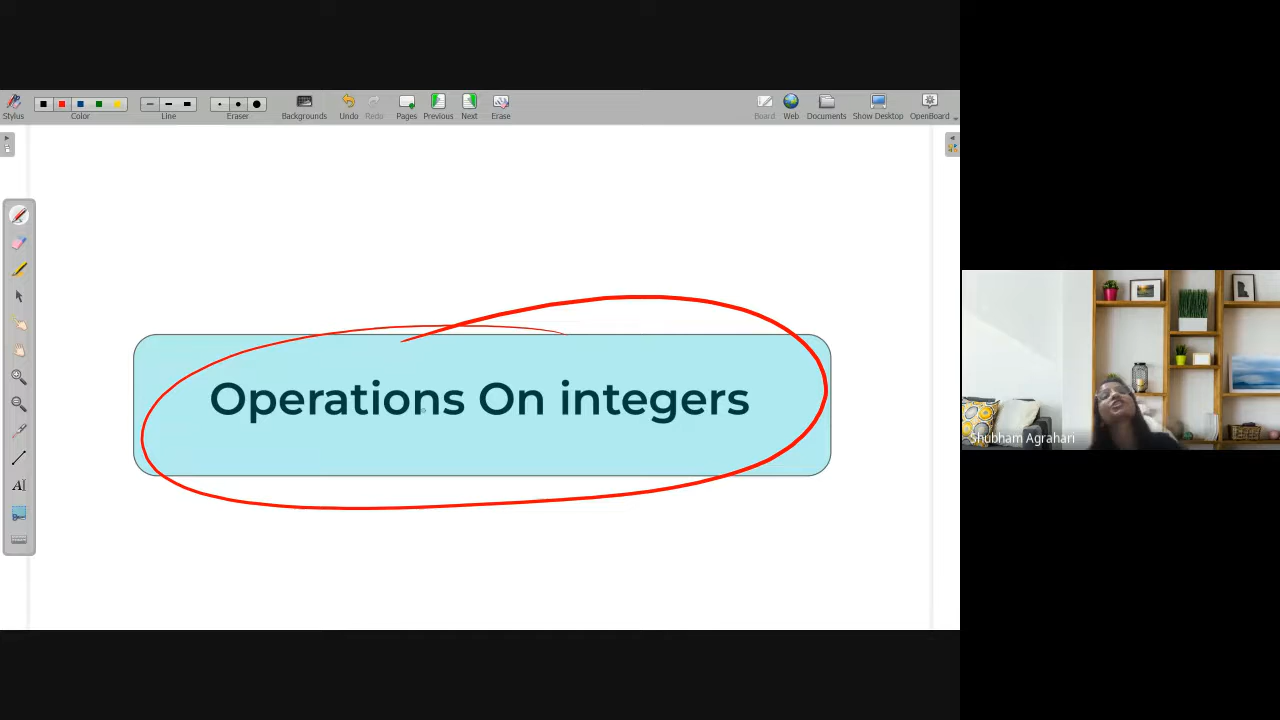 Stylus Color Line Eraser Backgrounds Undo Redo Pages Previous Next Erase Board Web Documents Show Desktop OpenBoard
Operations On integers
Shubham Agrahari